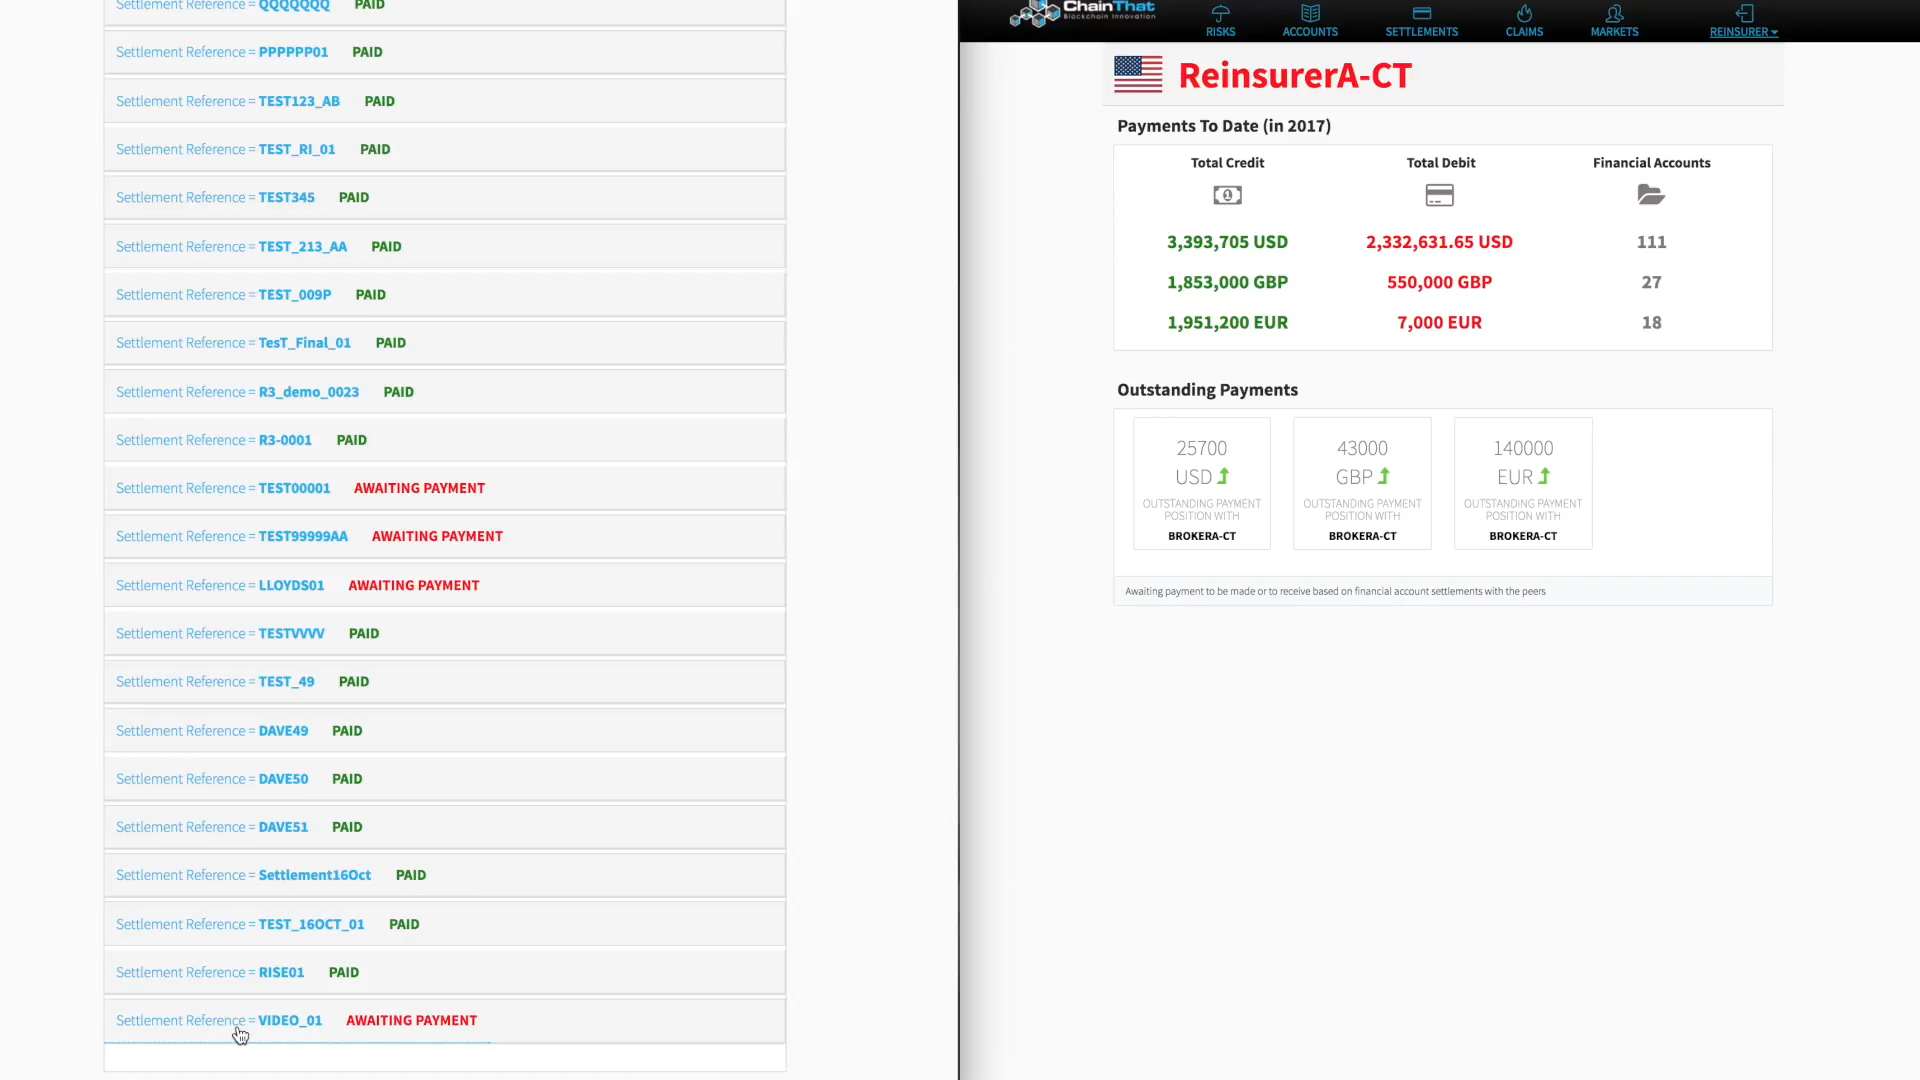 Settlement Reference = QQQQQQQ PAID
Settlement Reference = PPPPPP01 PAID
Settlement Reference = TEST123_AB PAID
Settlement Reference = TEST_RI_01 PAID
Settlement Reference = TEST345 PAID
Settlement Reference = TEST_213_AA PAID
Settlement Reference = TEST_009P PAID
Settlement Reference = TesT_Final_01 PAID
Settlement Reference = R3_demo_0023 PAID
Settlement Reference = R3-0001 PAID
Settlement Reference = TEST00001 AWAITING PAYMENT
Settlement Reference = TEST99999AA AWAITING PAYMENT
Settlement Reference = LLOYDS01 AWAITING PAYMENT
Settlement Reference = TESTVVVV PAID
Settlement Reference = TEST_49 PAID
Settlement Reference = DAVE49 PAID
Settlement Reference = DAVE50 PAID
Settlement Reference = DAVE51 PAID
Settlement Reference = Settlement16Oct PAID
Settlement Reference = TEST_16OCT_01 PAID
Settlement Reference = RISE01 PAID
Settlement Reference = VIDEO_01 AWAITING PAYMENT
ChainThat
Blockchain Innovation
RISKS ACCOUNTS SETTLEMENTS CLAIMS MARKETS REINSURER
ReinsurerA-CT
Payments To Date (in 2017)
Total Credit Total Debit Financial Accounts
3,393,705 USD 2,332,631.65 USD 111
1,853,000 GBP 550,000 GBP 27
1,951,200 EUR 7,000 EUR 18
Outstanding Payments
25700 43000 140000
USD GBP EUR
OUTSTANDING PAYMENT OUTSTANDING PAYMENT OUTSTANDING PAYMENT
POSITION WITH POSITION WITH POSITION WITH
BROKERA-CT BROKERA-CT BROKERA-CT
Awaiting payment to be made or to receive based on financial account settlements with the peers